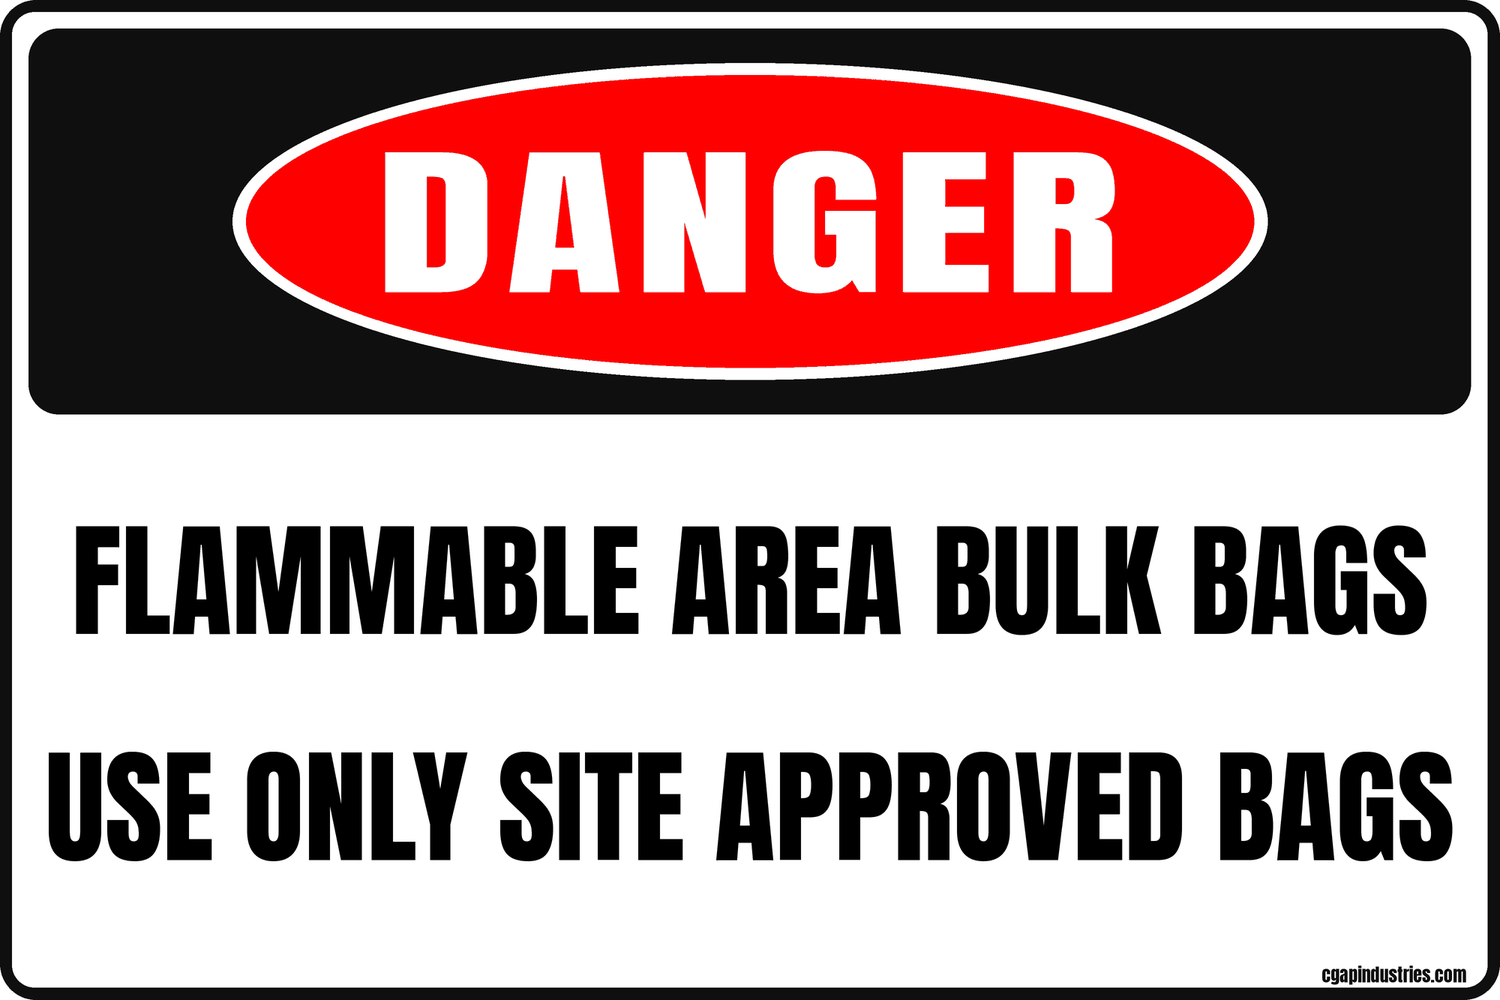 DANGER
FLAMMABLE AREA BULK BAGS
USE ONLY SITE APPROVED BAGS
cgapindustries.com